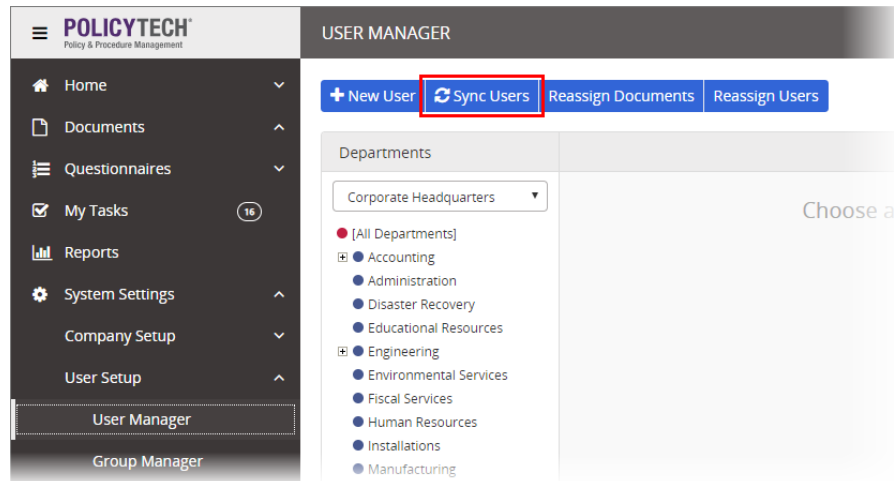 POLICYTECH®
Policy & Procedure Management
USER MANAGER
Home
Documents
Questionnaires
My Tasks 16
Reports
System Settings
Company Setup
User Setup
User Manager
Group Manager
New User Sync Users Reassign Documents Reassign Users
Departments
Corporate Headquarters
[All Departments]
Accounting
Administration
Disaster Recovery
Educational Resources
Engineering
Environmental Services
Fiscal Services
Human Resources
Installations
Manufacturing
Choose a